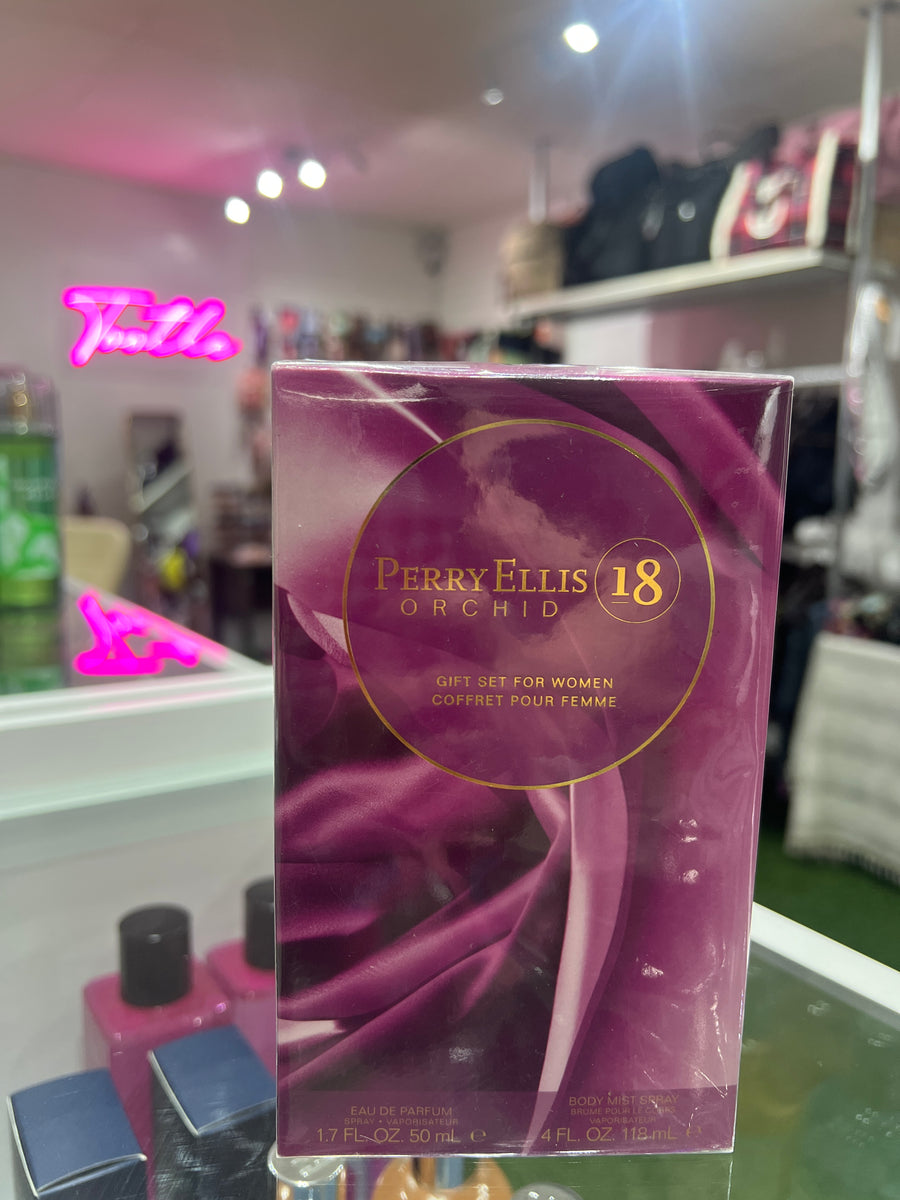 PERRY ELLIS 18
ORCHID
GIFT SET FOR WOMEN
COFFRET POUR FEMME
EAU DE PARFUM
SPRAY • VAPORISATEUR
1.7 FL. OZ. 50 mL ℮
BODY MIST SPRAY
BRUME POUR LE CORPS
VAPORISATEUR
4 FL. OZ. 118 mL ℮